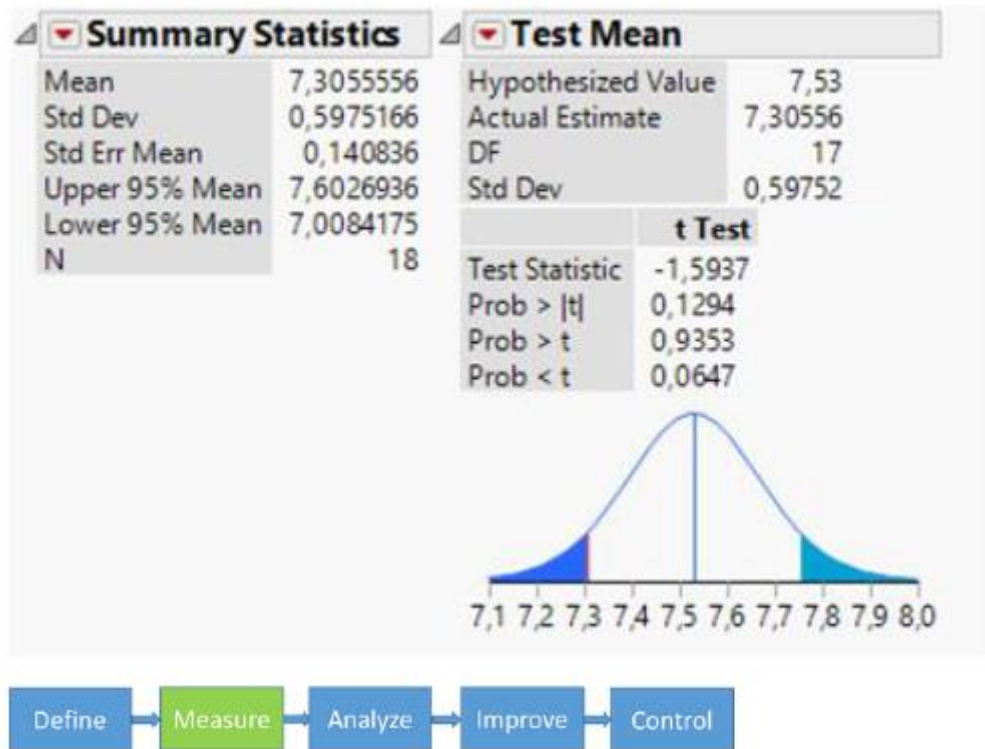 Summary Statistics
Mean 7,3055556
Std Dev 0,5975166
Std Err Mean 0,140836
Upper 95% Mean 7,6026936
Lower 95% Mean 7,0084175
N 18
Test Mean
Hypothesized Value 7,53
Actual Estimate 7,30556
DF 17
Std Dev 0,59752
t Test
Test Statistic -1,5937
Prob > |t| 0,1294
Prob > t 0,9353
Prob < t 0,0647
7,1 7,2 7,3 7,4 7,5 7,6 7,7 7,8 7,9 8,0
Define Measure Analyze Improve Control